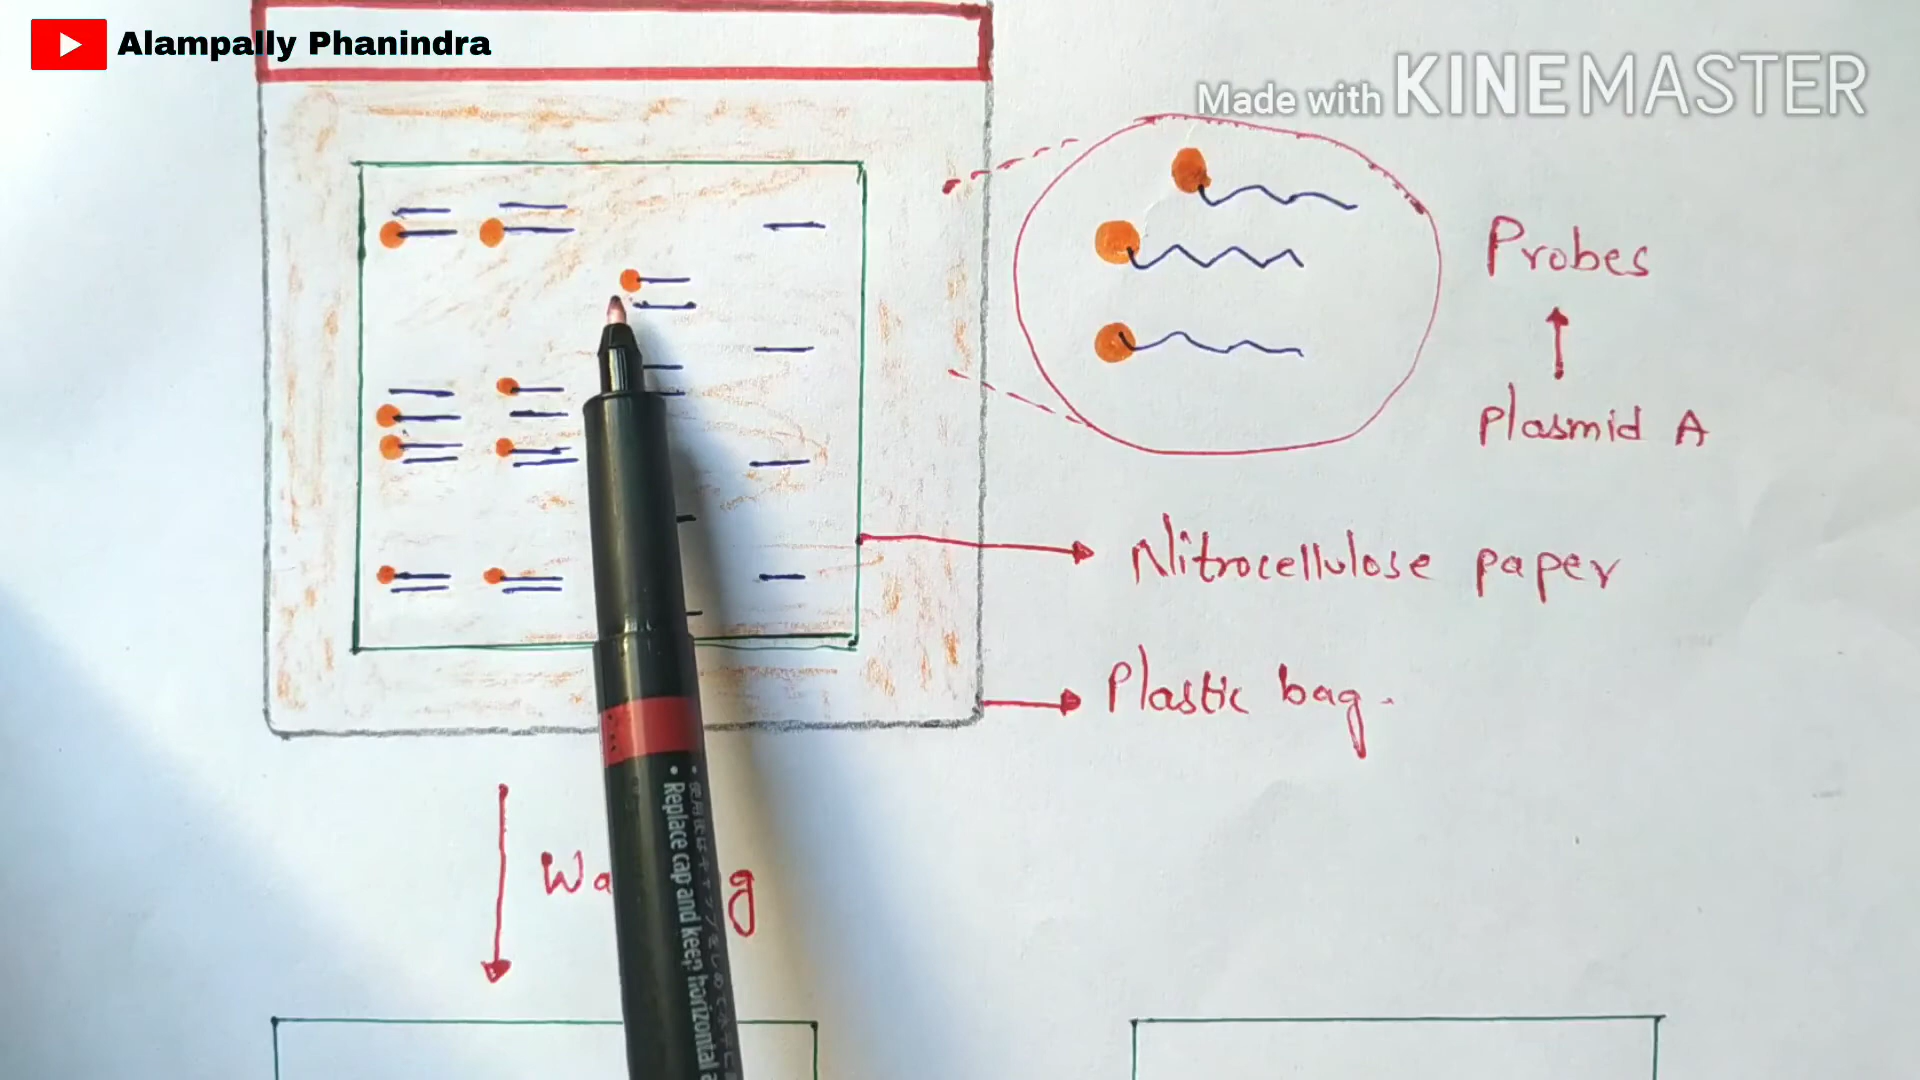 Alampally Phanindra
Made with KINEMASTER
Probes
Plasmid A
Nitrocellulose paper
Plastic bag.
Replace cap and keep horizontal